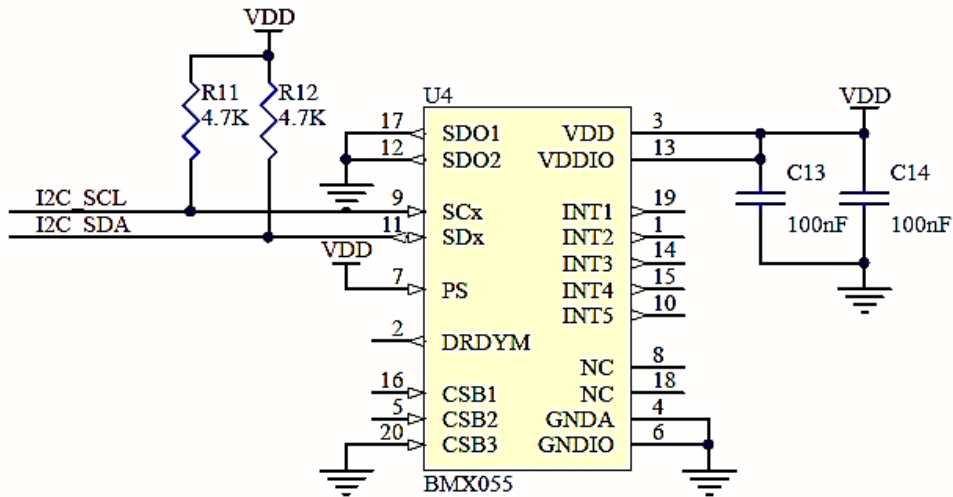 VDD
R11 R12
4.7K 4.7K
U4
VDD
17 SDO1 VDD 3
12 SDO2 VDDIO 13
C13 C14
I2C_SCL 9 SCx INT1 19
100nF 100nF
I2C_SDA 11 SDx INT2 1
VDD
INT3 14
7 PS INT4 15
INT5 10
2 DRDYM
NC 8
16 CSB1 NC 18
5 CSB2 GNDA 4
20 CSB3 GNDIO 6
BMX055